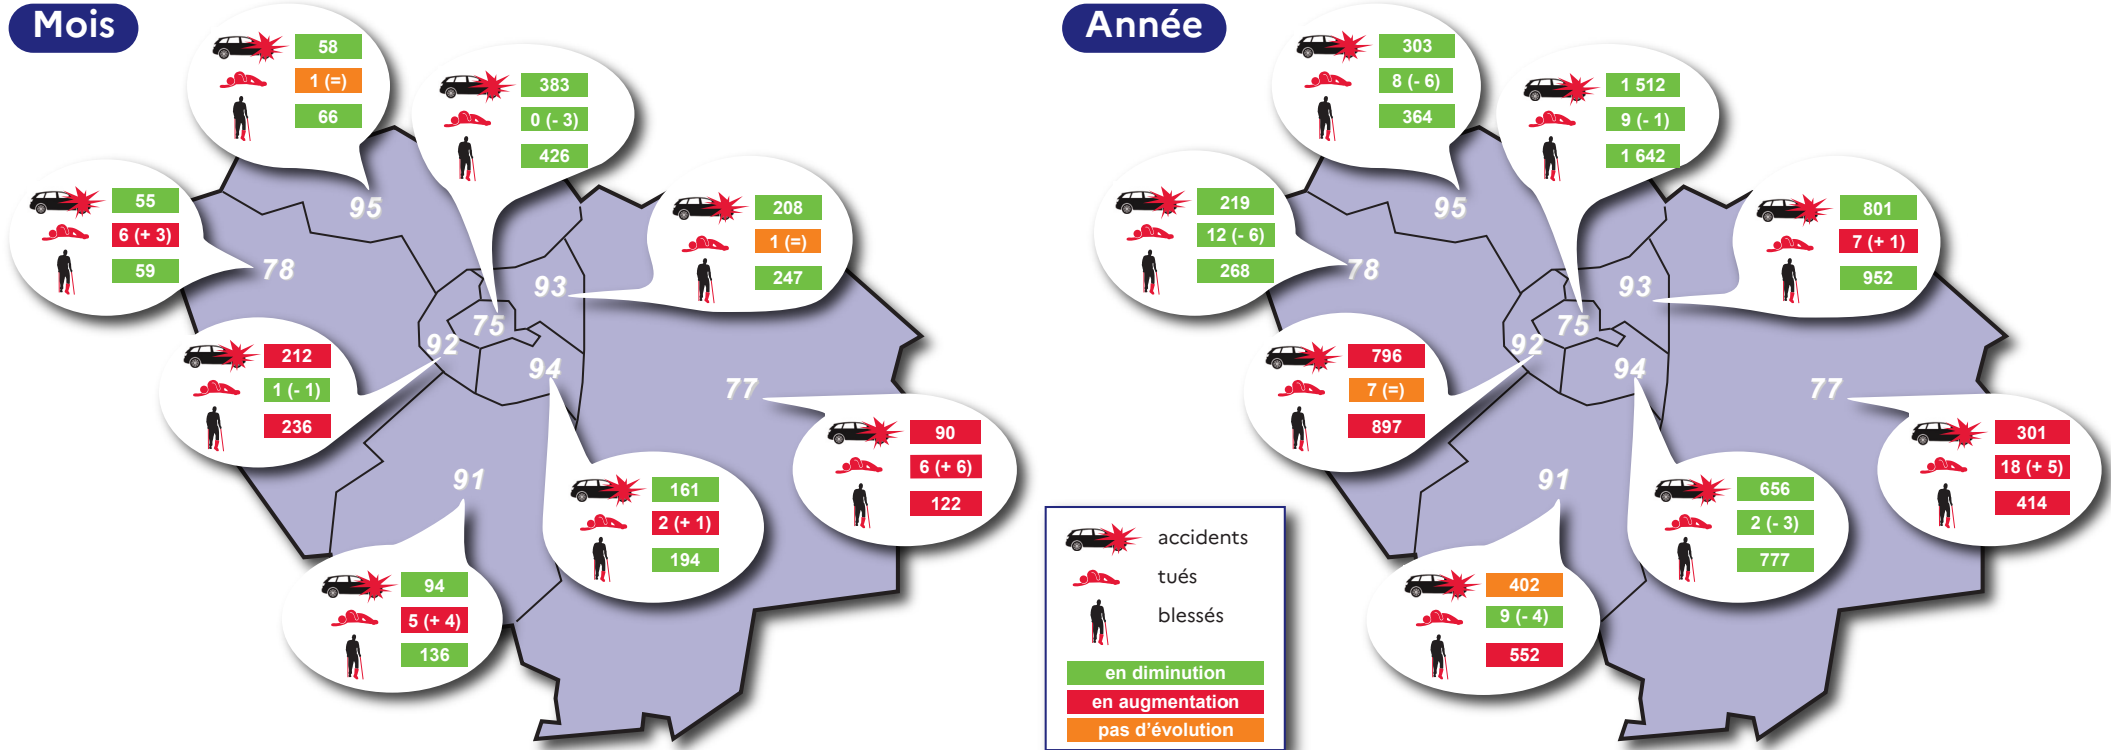 Mois
58
1 (=)
66
383
0 (- 3)
426
55
6 (+ 3)
59
208
1 (=)
247
95
78
93
75
92
94
77
91
212
1 (- 1)
236
90
6 (+ 6)
122
161
2 (+ 1)
194
94
5 (+ 4)
136
Année
303
8 (- 6)
364
1 512
9 (- 1)
1 642
219
12 (- 6)
268
801
7 (+ 1)
952
95
78
93
75
92
94
77
91
796
7 (=)
897
301
18 (+ 5)
414
656
2 (- 3)
777
402
9 (- 4)
552
accidents
tués
blessés
en diminution
en augmentation
pas d'évolution